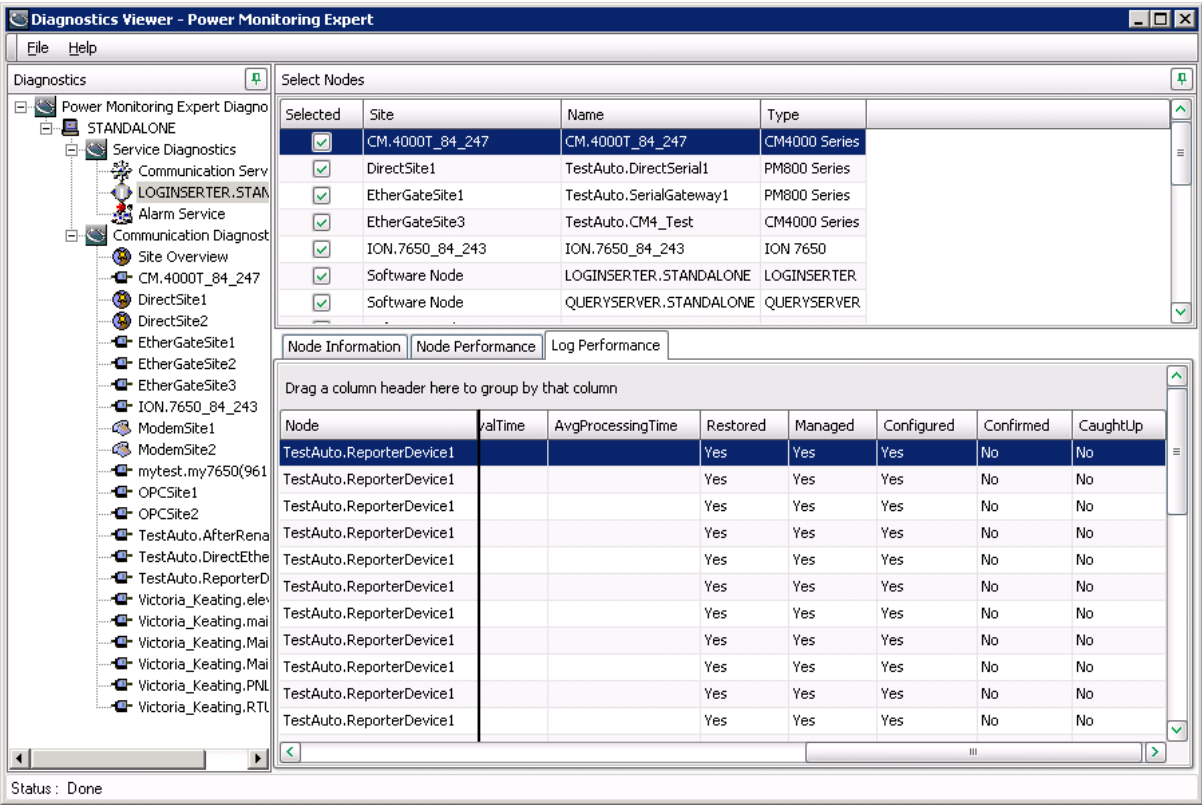 Diagnostics Viewer - Power Monitoring Expert
File Help
Diagnostics
Power Monitoring Expert Diagno
STANDALONE
Service Diagnostics
Communication Serv
LOGINSERTER.STAN
Alarm Service
Communication Diagnost
Site Overview
CM.4000T_84_247
DirectSite1
DirectSite2
EtherGateSite1
EtherGateSite2
EtherGateSite3
ION.7650_84_243
ModemSite1
ModemSite2
mytest.my7650(961
OPCSite1
OPCSite2
TestAuto.AfterRena
TestAuto.DirectEthe
TestAuto.ReporterD
Victoria_Keating.elev
Victoria_Keating.mai
Victoria_Keating.Mai
Victoria_Keating.Mai
Victoria_Keating.PNL
Victoria_Keating.RTU
Select Nodes
Selected Site Name Type
CM.4000T_84_247 CM.4000T_84_247 CM4000 Series
DirectSite1 TestAuto.DirectSerial1 PM800 Series
EtherGateSite1 TestAuto.SerialGateway1 PM800 Series
EtherGateSite3 TestAuto.CM4_Test CM4000 Series
ION.7650_84_243 ION.7650_84_243 ION 7650
Software Node LOGINSERTER.STANDALONE LOGINSERTER
Software Node QUERYSERVER.STANDALONE QUERYSERVER
Node Information Node Performance Log Performance
Drag a column header here to group by that column
Node valTime AvgProcessingTime Restored Managed Configured Confirmed CaughtUp
TestAuto.ReporterDevice1 Yes Yes Yes No No
TestAuto.ReporterDevice1 Yes Yes Yes No No
TestAuto.ReporterDevice1 Yes Yes Yes No No
TestAuto.ReporterDevice1 Yes Yes Yes No No
TestAuto.ReporterDevice1 Yes Yes Yes No No
TestAuto.ReporterDevice1 Yes Yes Yes No No
TestAuto.ReporterDevice1 Yes Yes Yes No No
TestAuto.ReporterDevice1 Yes Yes Yes No No
TestAuto.ReporterDevice1 Yes Yes Yes No No
TestAuto.ReporterDevice1 Yes Yes Yes No No
TestAuto.ReporterDevice1 Yes Yes Yes No No
Status : Done